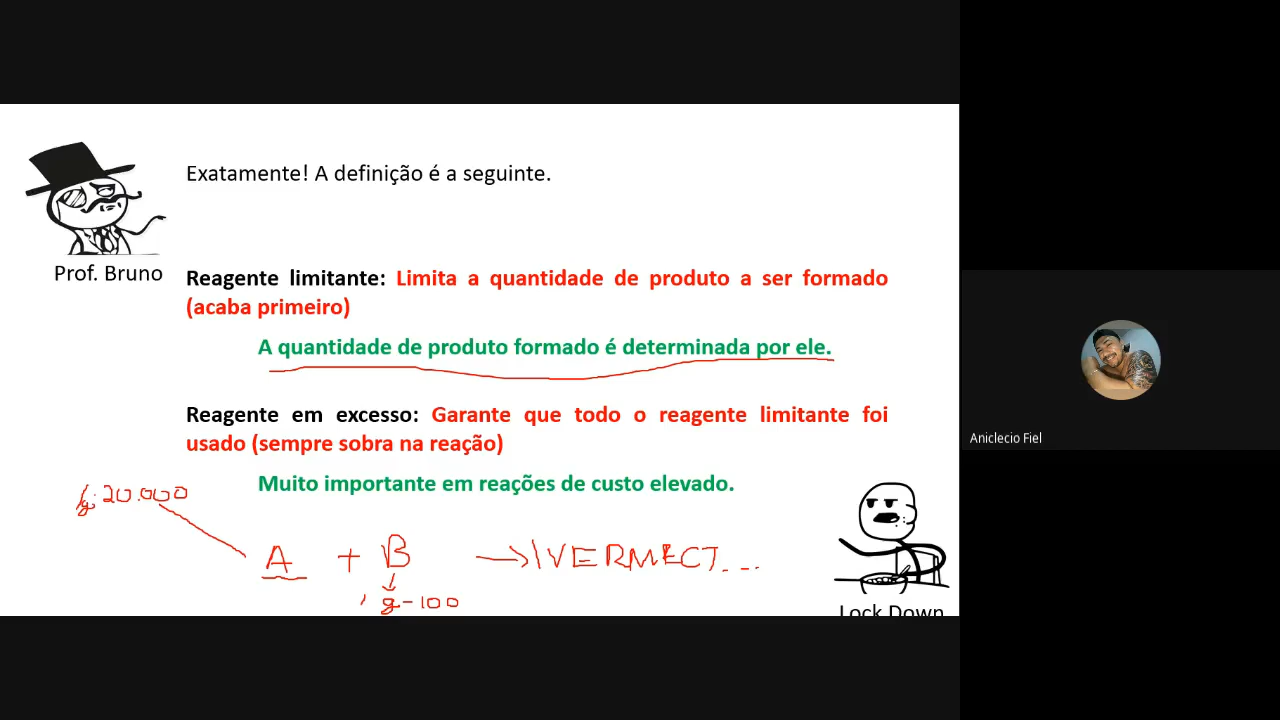 Exatamente! A definição é a seguinte.
Prof. Bruno
Reagente limitante: Limita a quantidade de produto a ser formado
(acaba primeiro)
A quantidade de produto formado é determinada por ele.
Reagente em excesso: Garante que todo o reagente limitante foi
usado (sempre sobra na reação)
Muito importante em reações de custo elevado.
20.000
A + B → IVERMECT...
g-100
Lock Down
Aniclecio Fiel